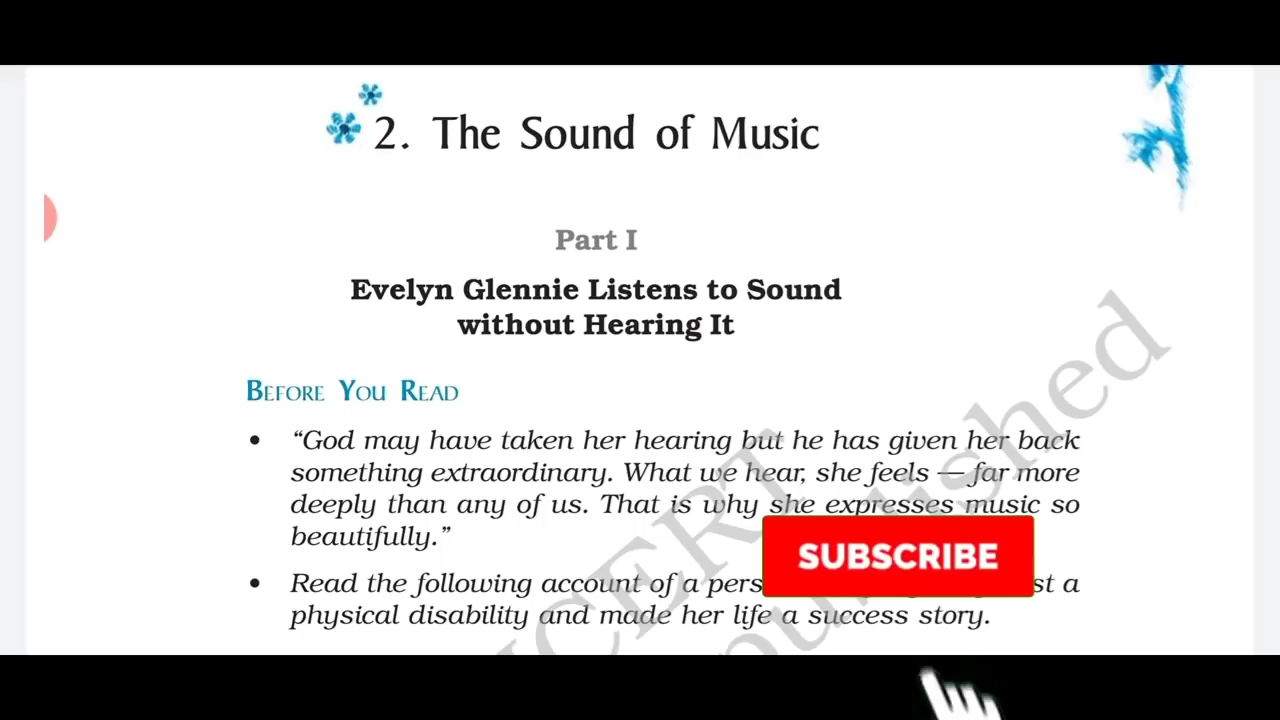 2. The Sound of Music
Part I
Evelyn Glennie Listens to Sound
without Hearing It
BEFORE YOU READ
• “God may have taken her hearing but he has given her back
something extraordinary. What we hear, she feels — far more
deeply than any of us. That is why she expresses music so
beautifully.”
SUBSCRIBE
• Read the following account of a a
physical disability and made her life a success story.
NCERT
published